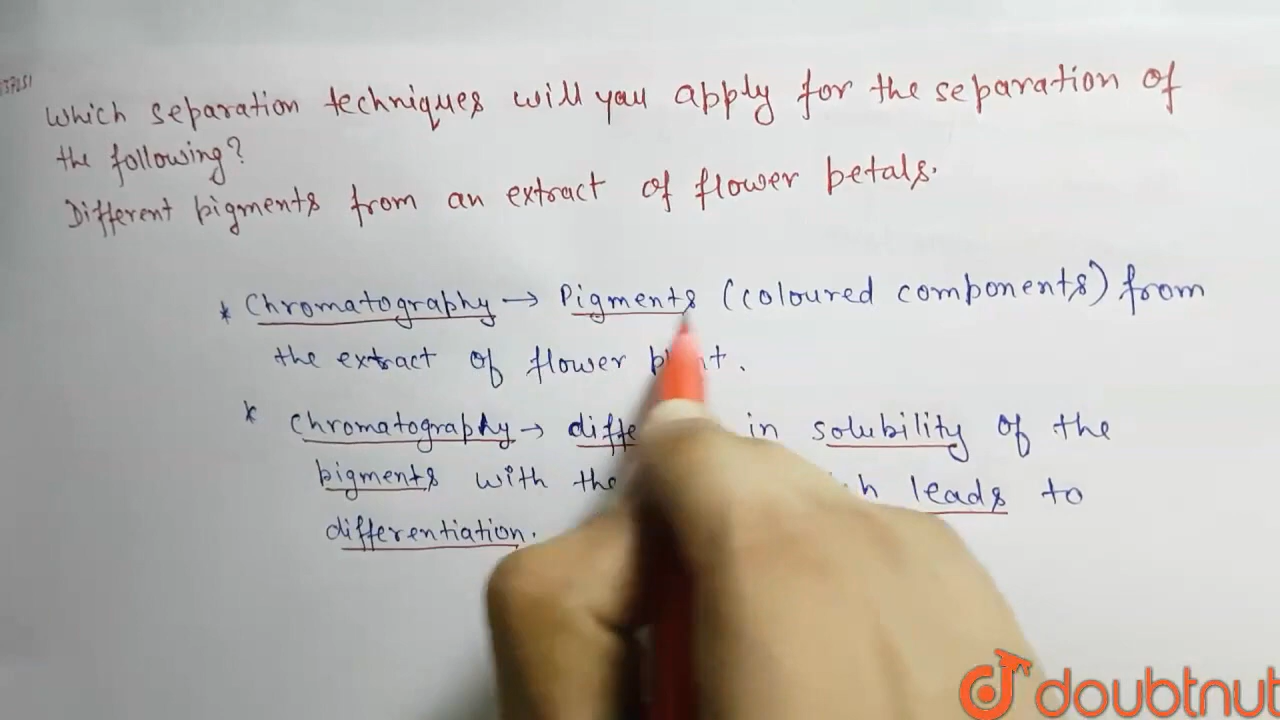 Which separation techniques will you apply for the separation of
the following?
Different pigments from an extract of flower petals.
* Chromatography → Pigments (coloured components) from
the extract of flower
* Chromatography → in solubility of the
pigments with the leads to
differentiation.
doubtnut